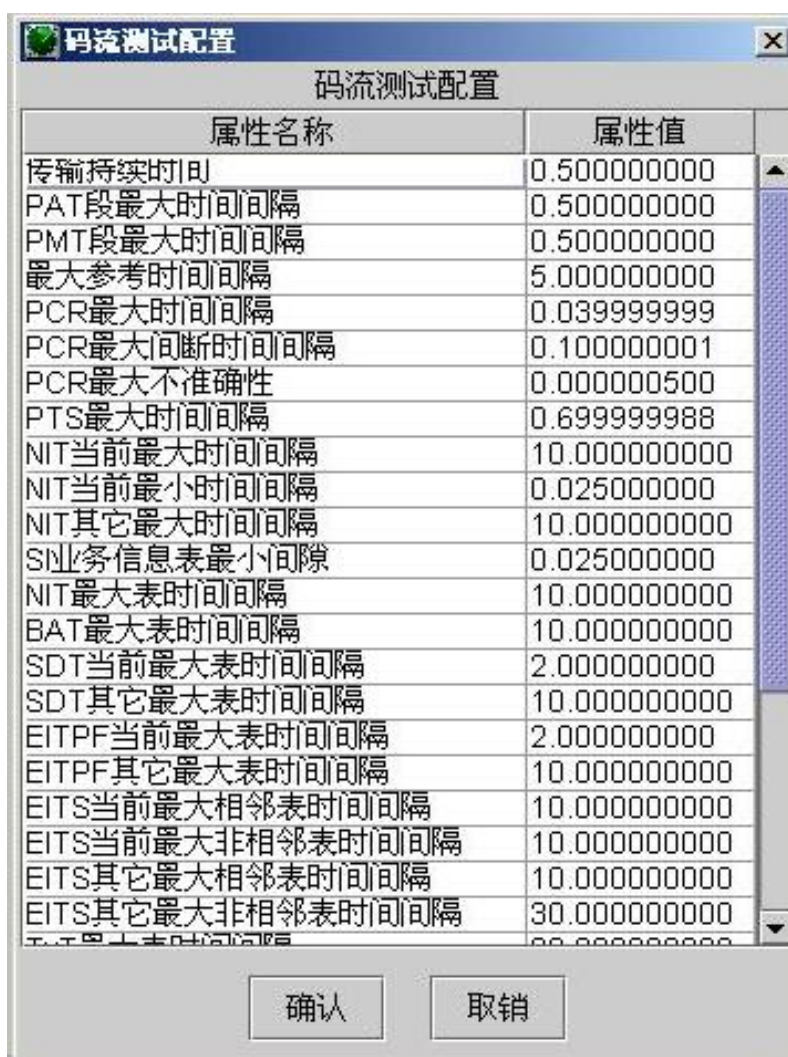 码流测试配置
码流测试配置
属性名称 属性值
传输持续时间 0.500000000
PAT段最大时间间隔 0.500000000
PMT段最大时间间隔 0.500000000
最大参考时间间隔 5.000000000
PCR最大时间间隔 0.039999999
PCR最大间断时间间隔 0.100000001
PCR最大不准确性 0.000000500
PTS最大时间间隔 0.699999988
NIT当前最大时间间隔 10.000000000
NIT当前最小时间间隔 0.025000000
NIT其它最大时间间隔 10.000000000
SI业务信息表最小间隙 0.025000000
NIT最大表时间间隔 10.000000000
BAT最大表时间间隔 10.000000000
SDT当前最大表时间间隔 2.000000000
SDT其它最大表时间间隔 10.000000000
EITPF当前最大表时间间隔 2.000000000
EITPF其它最大表时间间隔 10.000000000
EITS当前最大相邻表时间间隔 10.000000000
EITS当前最大非相邻表时间间隔 10.000000000
EITS其它最大相邻表时间间隔 10.000000000
EITS其它最大非相邻表时间间隔 30.000000000
确认 取销